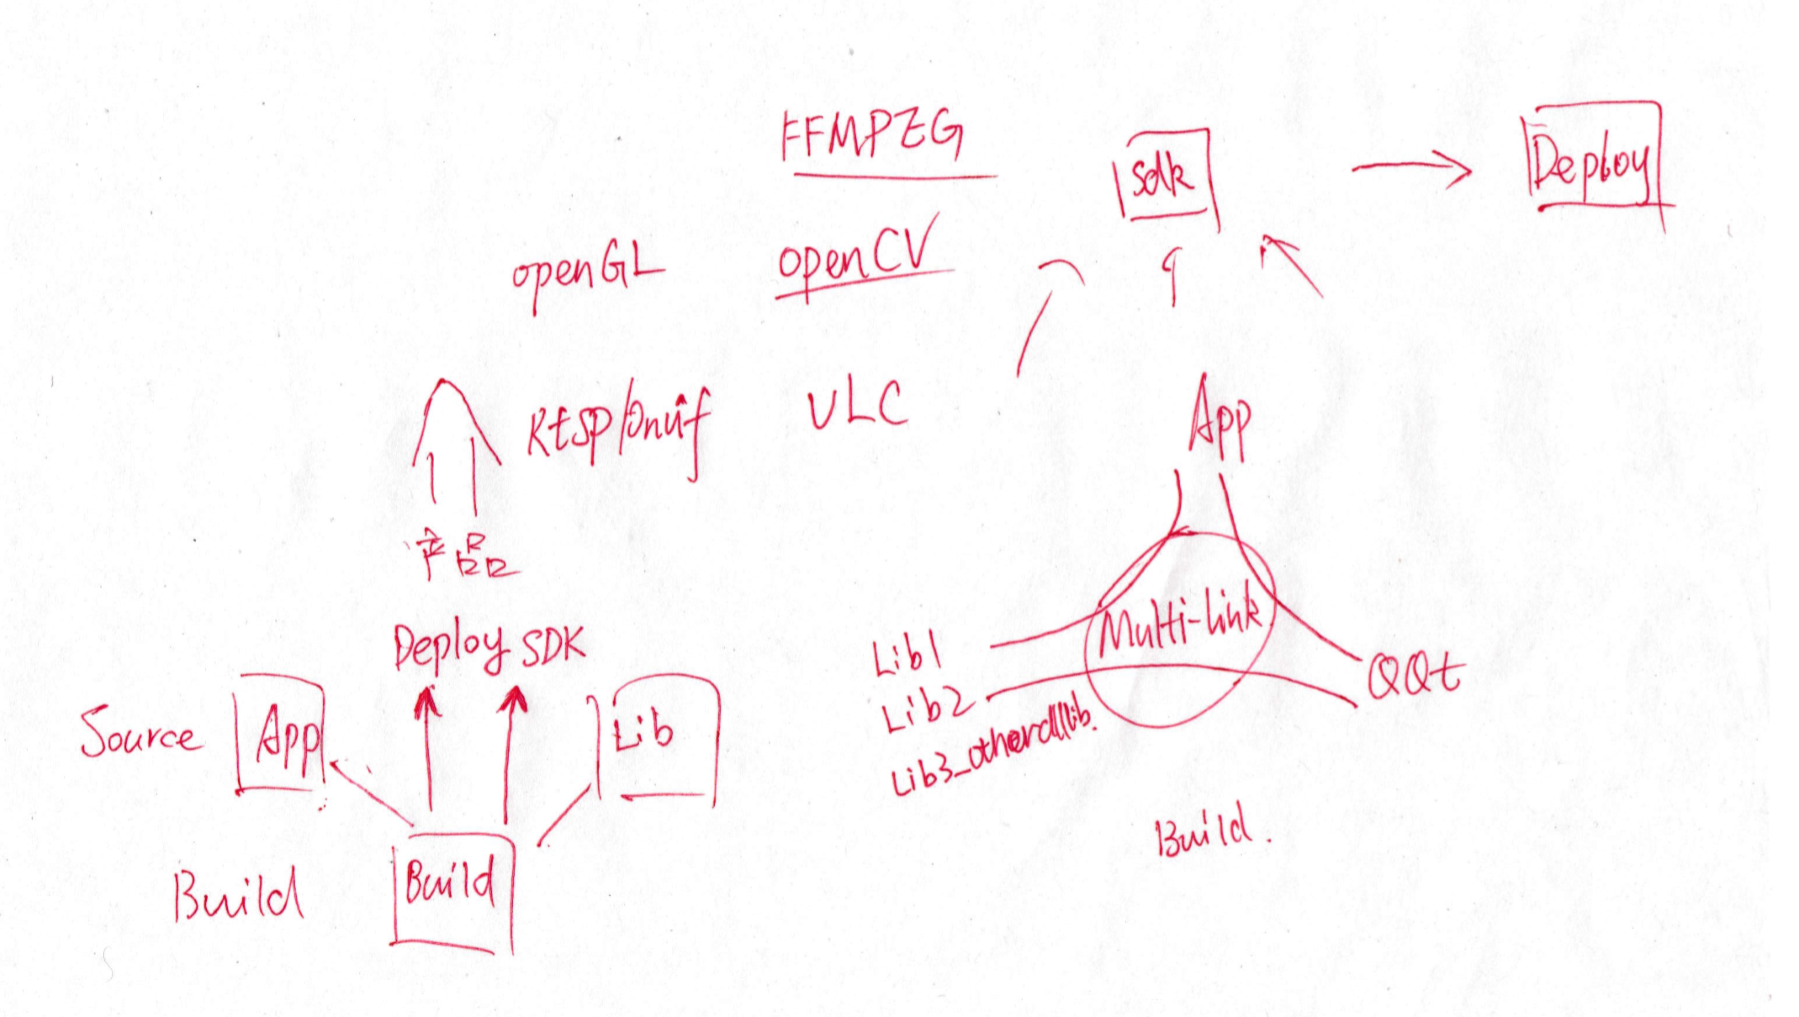 FFMPEG
sdk
Deploy
openGL
openCV
Rtsp/Onvif
VLC
App
产品
Deploy SDK
Multi-link
Lib1
Lib2
QQt
Source
App
Lib
Lib3_otheralllib.
Build.
Build
Build